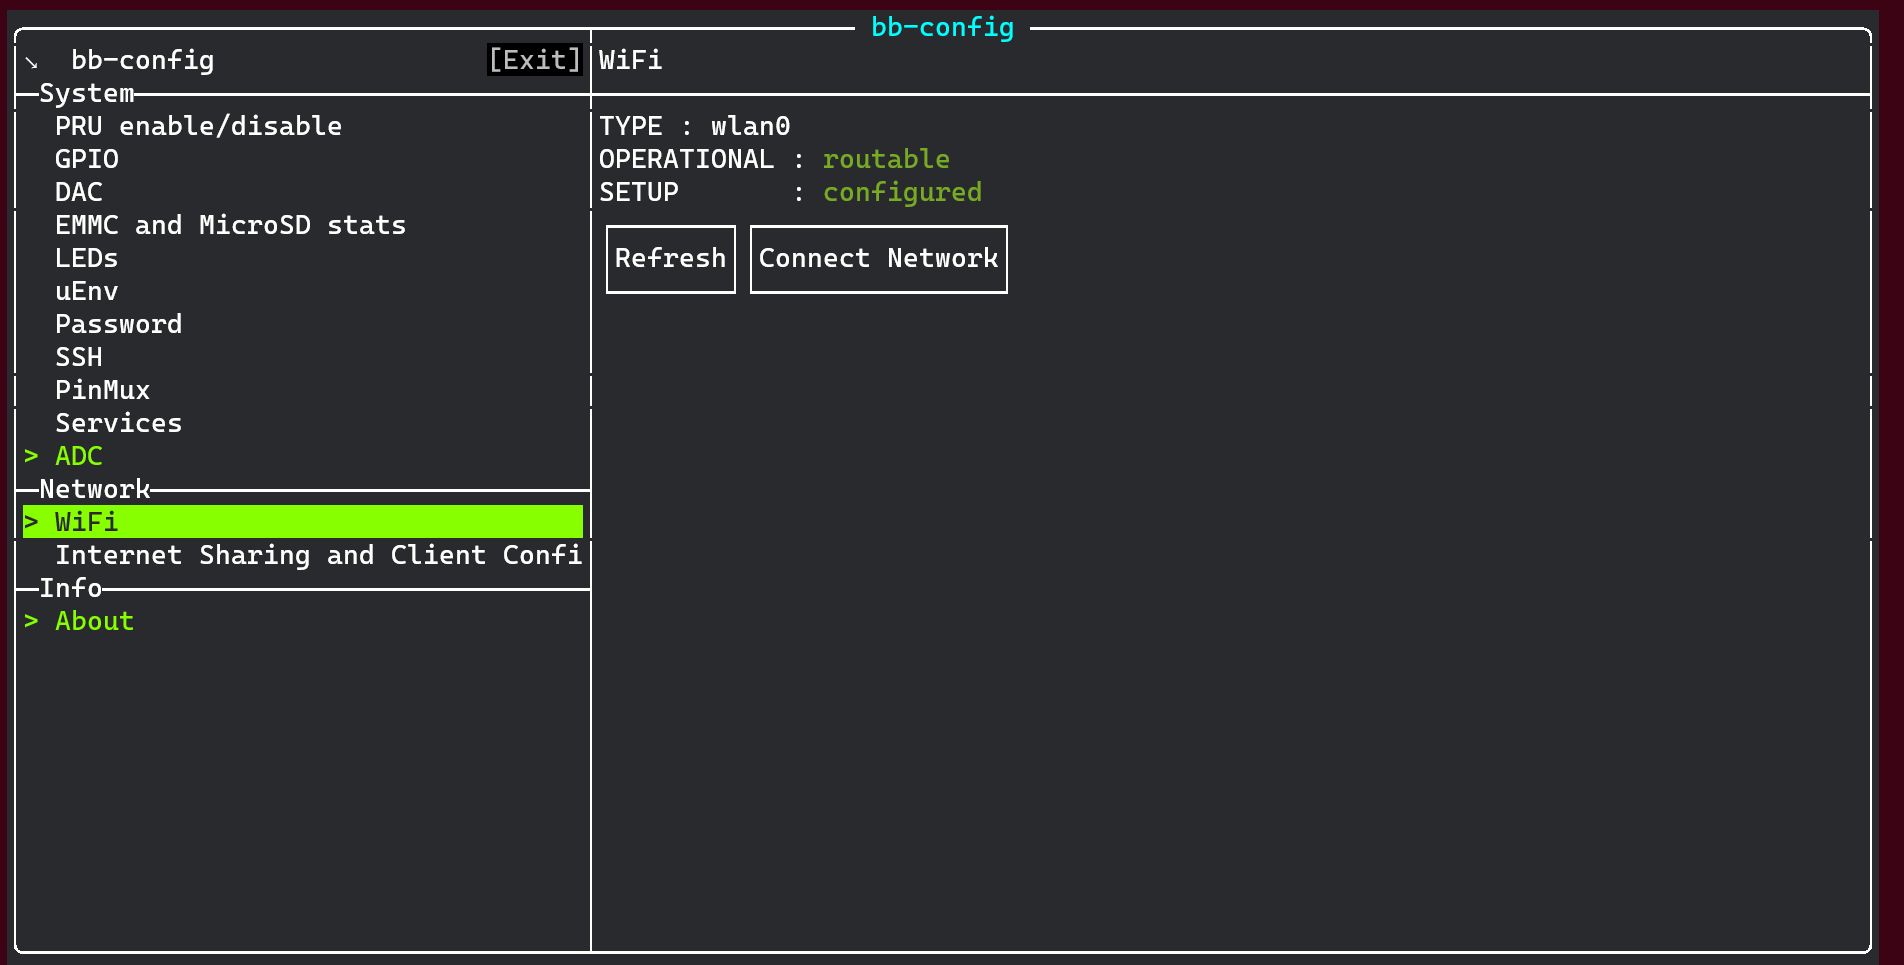 bb-config
↘ bb-config [Exit]
System
PRU enable/disable
GPIO
DAC
EMMC and MicroSD stats
LEDs
uEnv
Password
SSH
PinMux
Services
> ADC
Network
> WiFi
Internet Sharing and Client Confi
Info
> About
WiFi
TYPE : wlan0
OPERATIONAL : routable
SETUP : configured
Refresh Connect Network